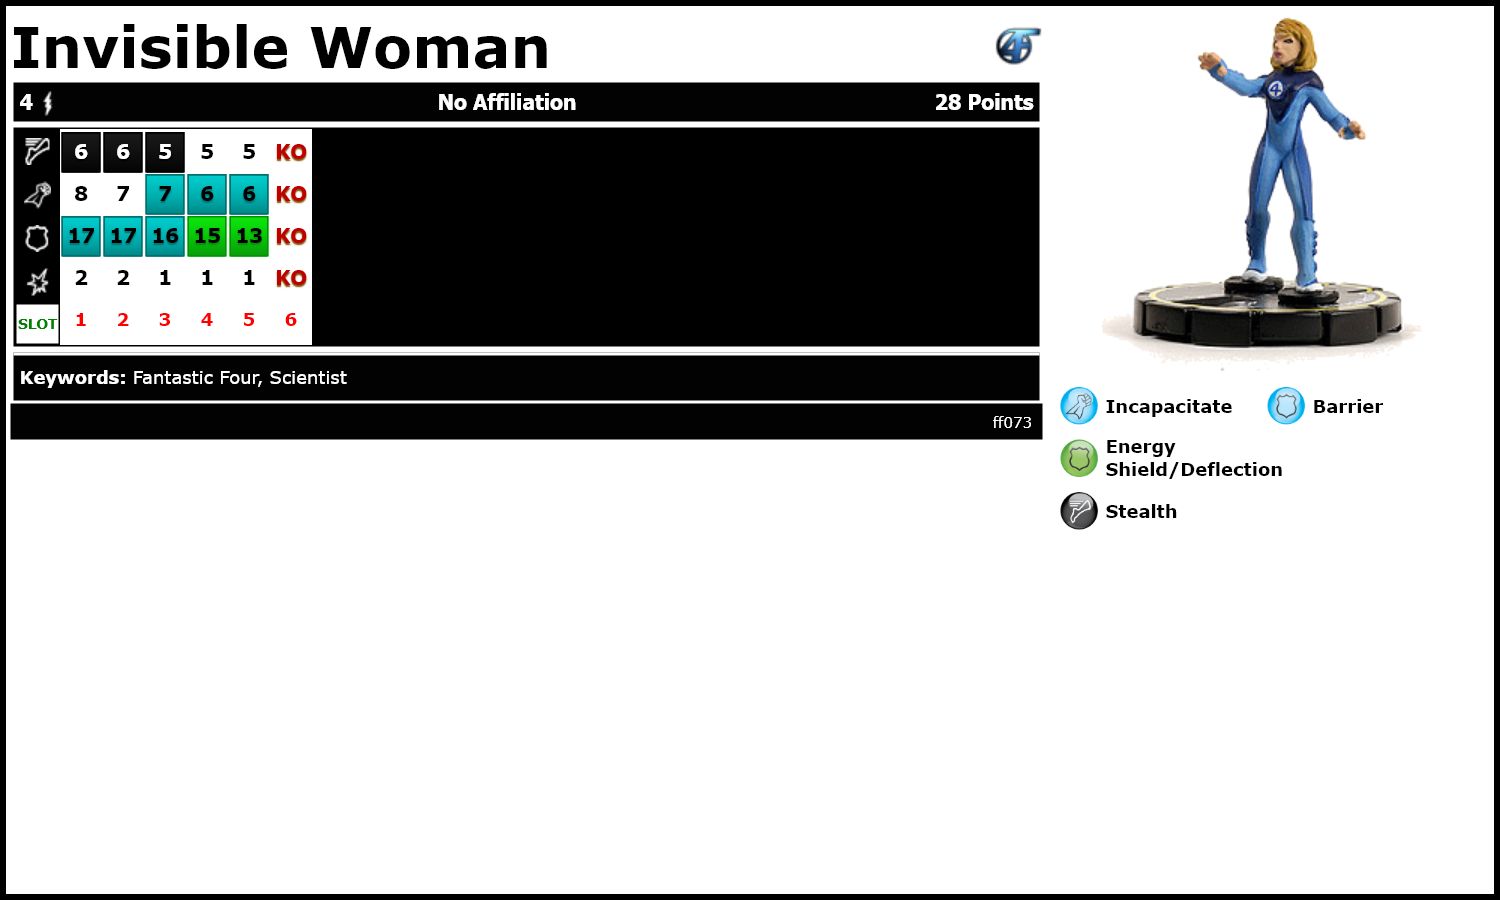 Invisible Woman
4 No Affiliation 28 Points
6 6 5 5 5 KO
8 7 7 6 6 KO
17 17 16 15 13 KO
2 2 1 1 1 KO
SLOT 1 2 3 4 5 6
Keywords: Fantastic Four, Scientist
ff073
4
Incapacitate Barrier
Energy
Shield/Deflection
Stealth